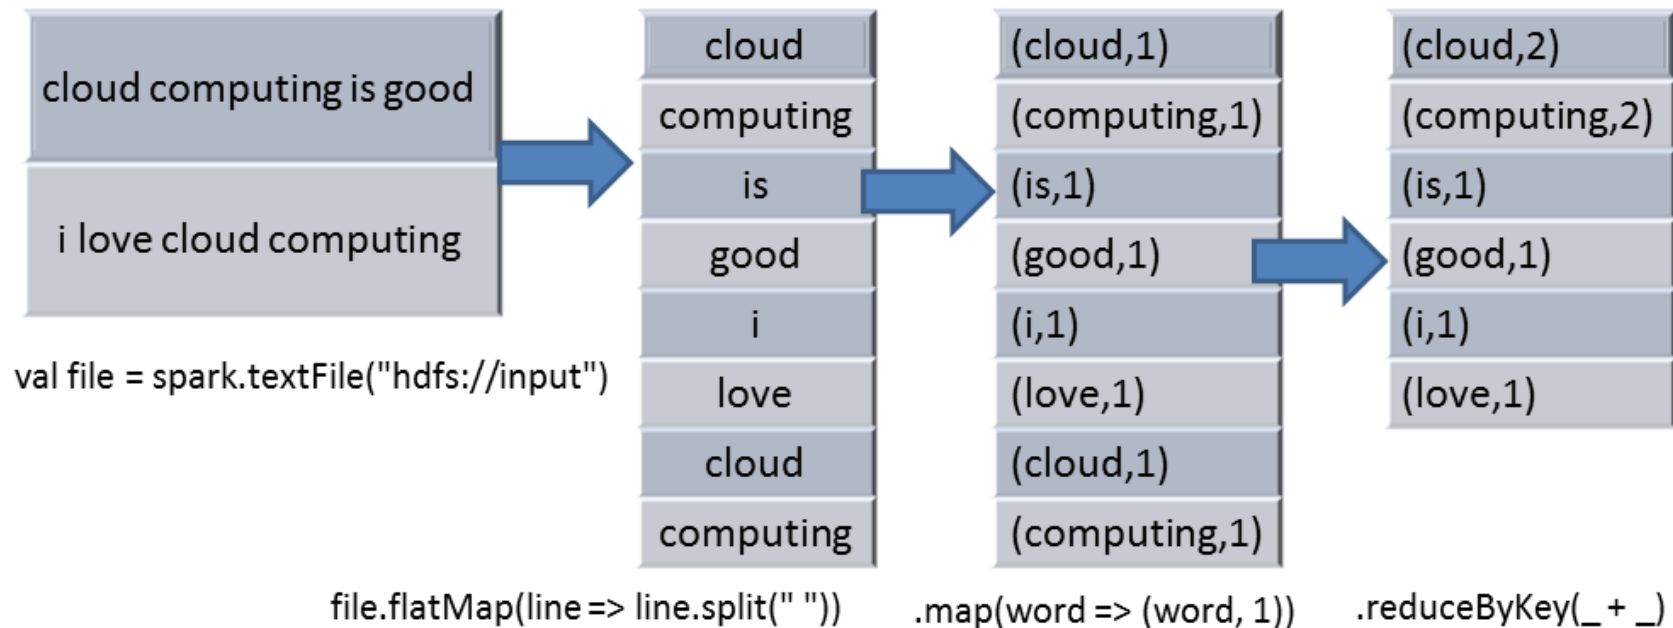 cloud computing is good
i love cloud computing
val file = spark.textFile("hdfs://input")
cloud
computing
is
good
i
love
cloud
computing
file.flatMap(line => line.split(" "))
(cloud,1)
(computing,1)
(is,1)
(good,1)
(i,1)
(love,1)
(cloud,1)
(computing,1)
.map(word => (word, 1))
(cloud,2)
(computing,2)
(is,1)
(good,1)
(i,1)
(love,1)
.reduceByKey(_ + _)